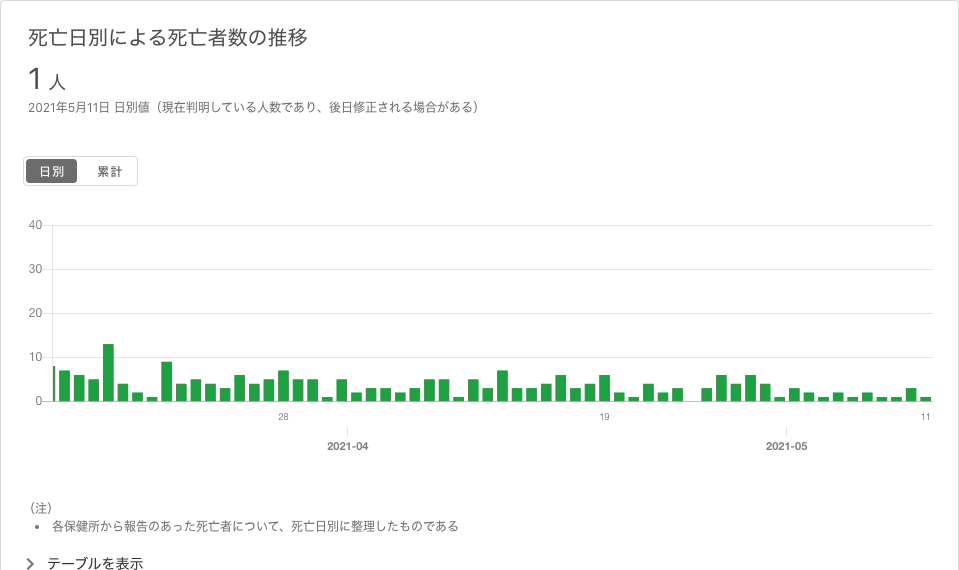 死亡日別による死亡者数の推移
1 人
2021年5月11日 日別値（現在判明している人数であり、後日修正される場合がある）
日別 累計
40
30
20
10
0
28 19 11
2021-04 2021-05
（注）
• 各保健所から報告のあった死亡者について、死亡日別に整理したものである
テーブルを表示